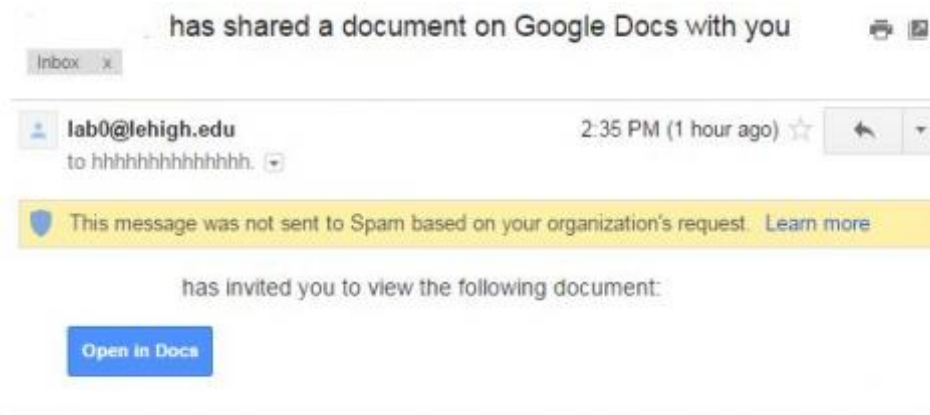 has shared a document on Google Docs with you
Inbox x
lab0@lehigh.edu 2:35 PM (1 hour ago)
to hhhhhhhhhhhhhh.
This message was not sent to Spam based on your organization's request. Learn more
has invited you to view the following document:
Open in Docs